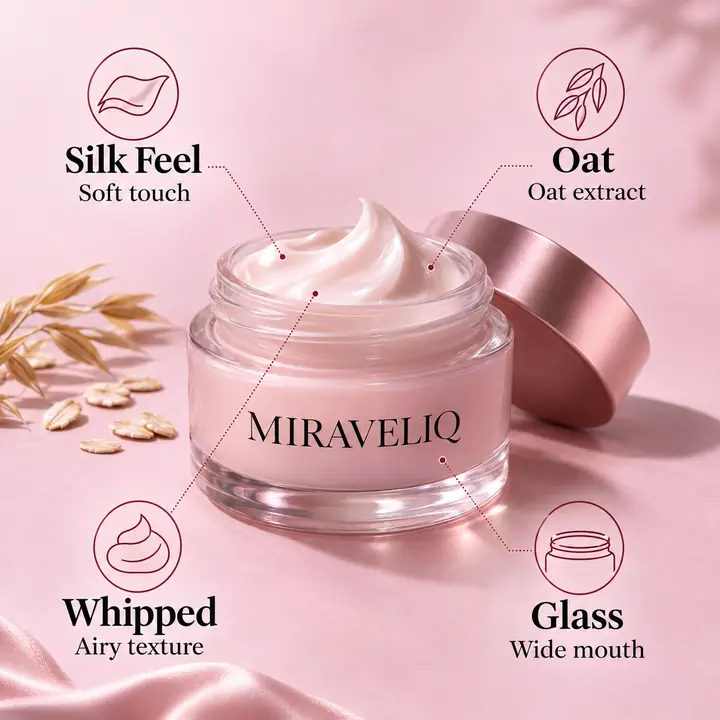 Silk Feel
Soft touch
Oat
Oat extract
MIRAVELIQ
Whipped
Airy texture
Glass
Wide mouth